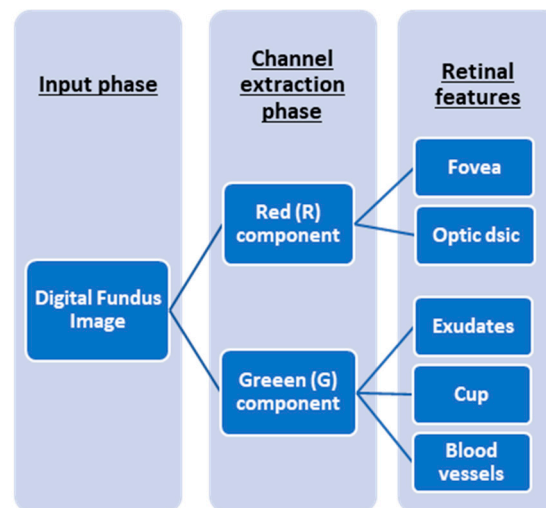 Input phase
Digital Fundus
Image
Channel
extraction
phase
Red (R)
component
Greeen (G)
component
Retinal
features
Fovea
Optic dsic
Exudates
Cup
Blood
vessels